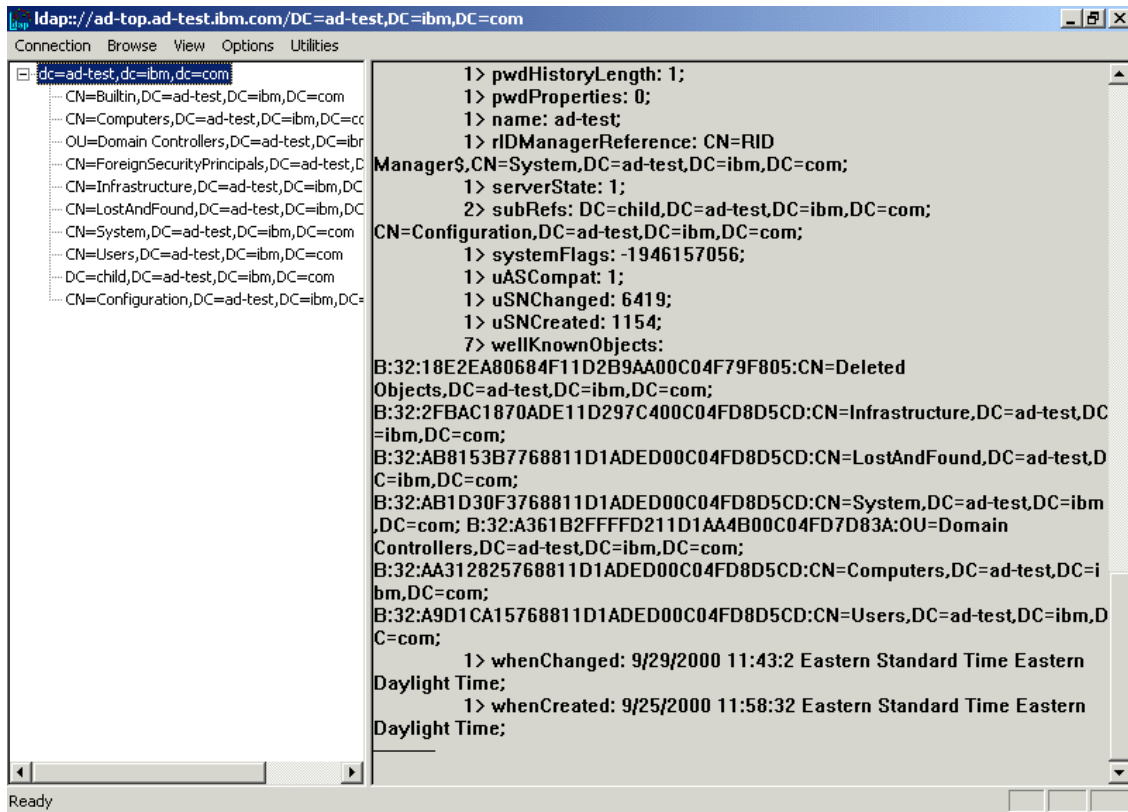 ldap://ad-top.ad-test.ibm.com/DC=ad-test,DC=ibm,DC=com
Connection Browse View Options Utilities
dc=ad-test,dc=ibm,dc=com
CN=Builtin,DC=ad-test,DC=ibm,DC=com
CN=Computers,DC=ad-test,DC=ibm,DC=cc
OU=Domain Controllers,DC=ad-test,DC=ibr
CN=ForeignSecurityPrincipals,DC=ad-test,D
CN=Infrastructure,DC=ad-test,DC=ibm,DC
CN=LostAndFound,DC=ad-test,DC=ibm,DC
CN=System,DC=ad-test,DC=ibm,DC=com
CN=Users,DC=ad-test,DC=ibm,DC=com
DC=child,DC=ad-test,DC=ibm,DC=com
CN=Configuration,DC=ad-test,DC=ibm,DC=
1> pwdHistoryLength: 1;
1> pwdProperties: 0;
1> name: ad-test;
1> rIDManagerReference: CN=RID
Manager$,CN=System,DC=ad-test,DC=ibm,DC=com;
1> serverState: 1;
2> subRefs: DC=child,DC=ad-test,DC=ibm,DC=com;
CN=Configuration,DC=ad-test,DC=ibm,DC=com;
1> systemFlags: -1946157056;
1> uASCompat: 1;
1> uSNChanged: 6419;
1> uSNCreated: 1154;
7> wellKnownObjects:
B:32:18E2EA80684F11D2B9AA00C04F79F805:CN=Deleted
Objects,DC=ad-test,DC=ibm,DC=com;
B:32:2FBAC1870ADE11D297C400C04FD8D5CD:CN=Infrastructure,DC=ad-test,DC
=ibm,DC=com;
B:32:AB8153B7768811D1ADED00C04FD8D5CD:CN=LostAndFound,DC=ad-test,D
C=ibm,DC=com;
B:32:AB1D30F3768811D1ADED00C04FD8D5CD:CN=System,DC=ad-test,DC=ibm
,DC=com; B:32:A361B2FFFFD211D1AA4B00C04FD7D83A:OU=Domain
Controllers,DC=ad-test,DC=ibm,DC=com;
B:32:AA312825768811D1ADED00C04FD8D5CD:CN=Computers,DC=ad-test,DC=i
bm,DC=com;
B:32:A9D1CA15768811D1ADED00C04FD8D5CD:CN=Users,DC=ad-test,DC=ibm,D
C=com;
1> whenChanged: 9/29/2000 11:43:2 Eastern Standard Time Eastern
Daylight Time;
1> whenCreated: 9/25/2000 11:58:32 Eastern Standard Time Eastern
Daylight Time;
Ready